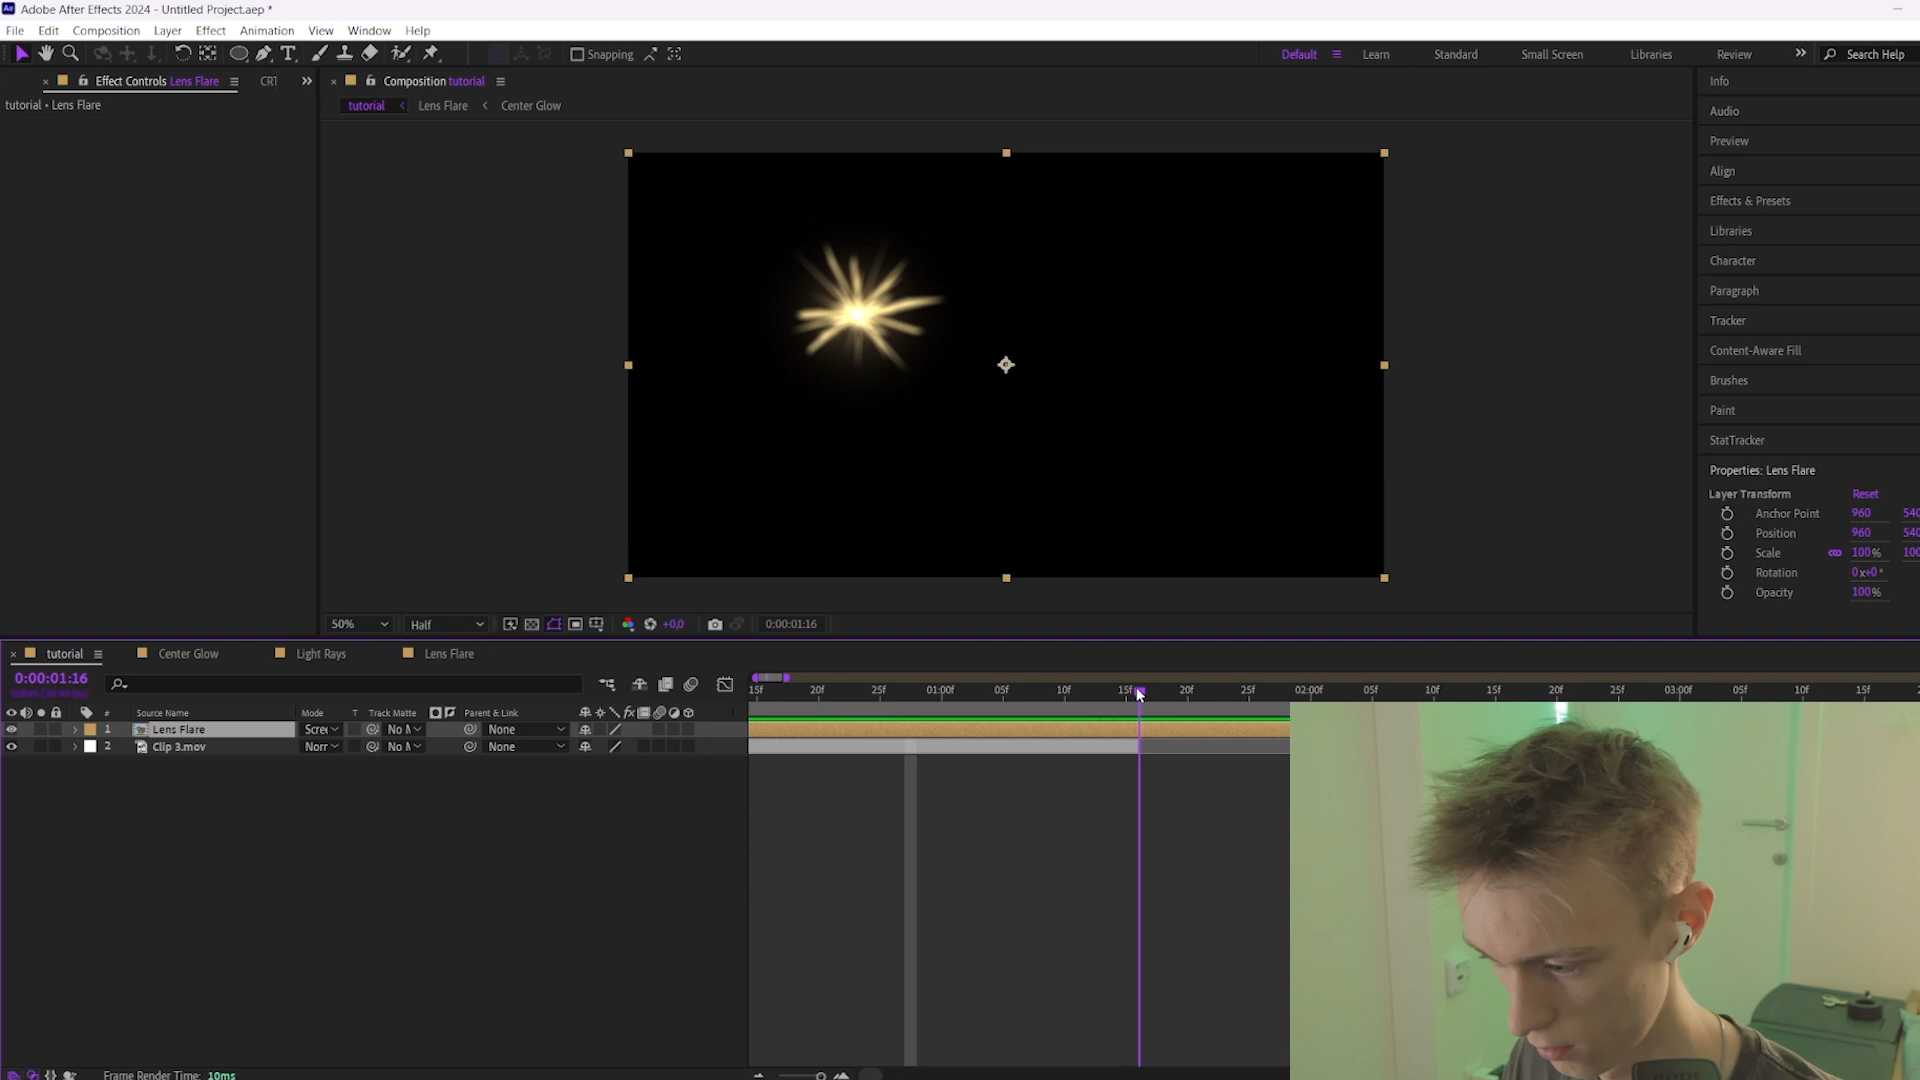 Adobe After Effects 2024 - Untitled Project.aep *
File Edit Composition Layer Effect Animation View Window Help
Snapping
Default Learn Standard Small Screen Libraries Review Search Help
Effect Controls Lens Flare
Composition tutorial
tutorial • Lens Flare
tutorial Lens Flare Center Glow
Info
Audio
Preview
Align
Effects & Presets
Libraries
Character
Paragraph
Tracker
Content-Aware Fill
Brushes
Paint
StatTracker
Properties: Lens Flare
Layer Transform Reset
Anchor Point 960 540
Position 960 540
Scale 100% 100
Rotation 0x+0°
Opacity 100%
50% Half +0,0 0:00:01:16
tutorial Center Glow Light Rays Lens Flare
0:00:01:16
15f 20f 25f 01:00f 05f 10f 15f 20f 25f 02:00f 05f 10f 15f 20f 25f 03:00f 05f 10f 15f
# Source Name Mode T Track Matte Parent & Link
1 Lens Flare Scre No M None
2 Clip 3.mov Norr No M None
Frame Render Time: 10ms